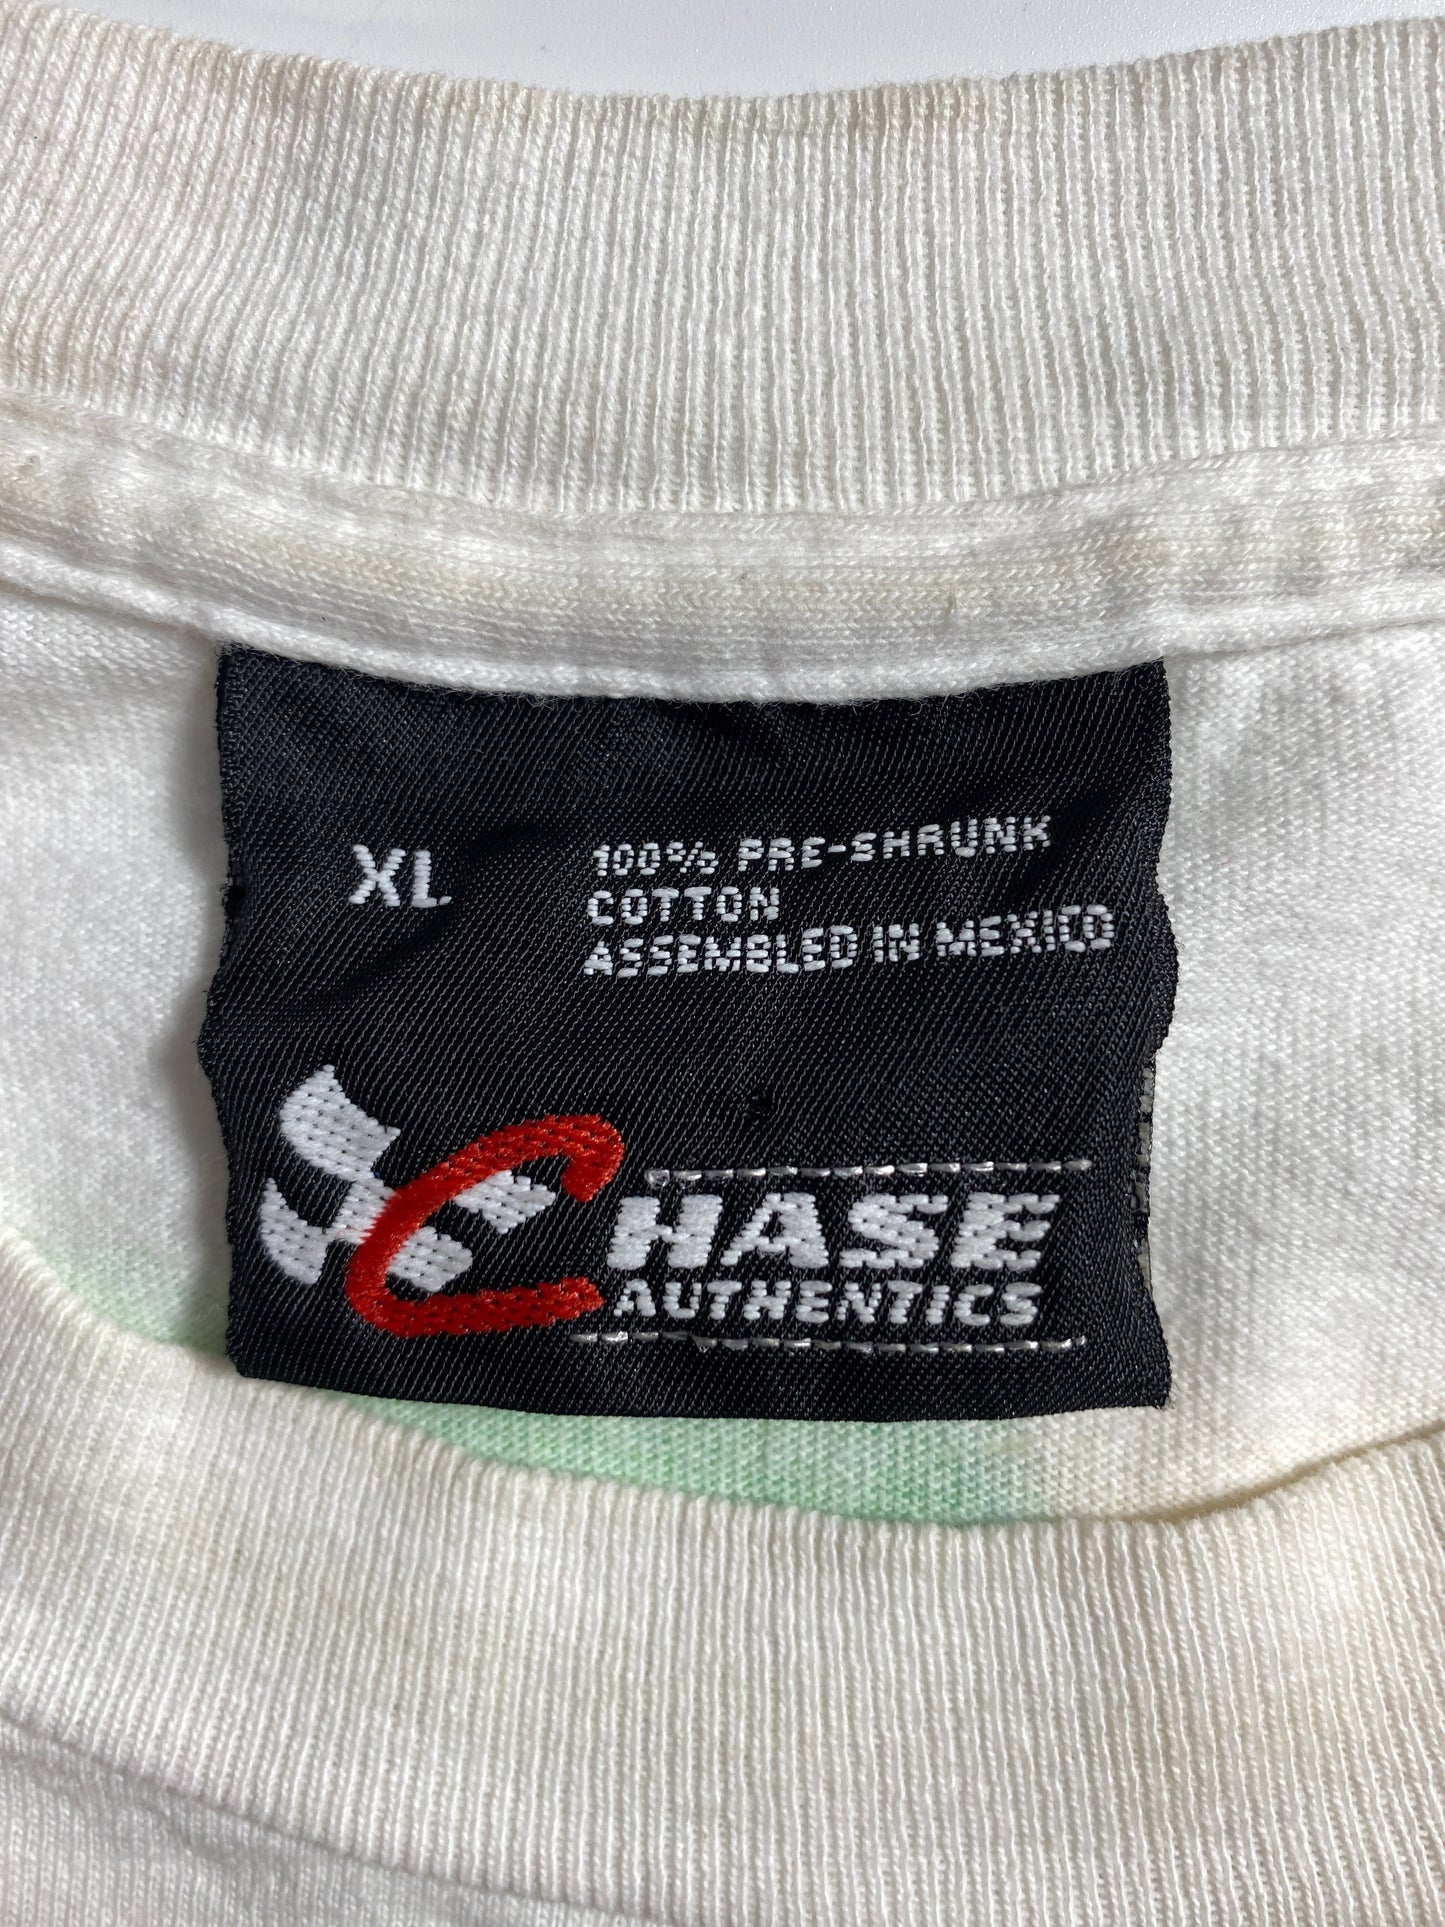 XL
100% PRE-SHRUNK
COTTON
ASSEMBLED IN MEXICO
CHASE
AUTHENTICS